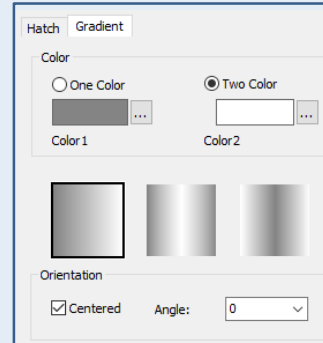 Hatch Gradient
Color
One Color Two Color
... ...
Color1 Color2
Orientation
Centered Angle: 0